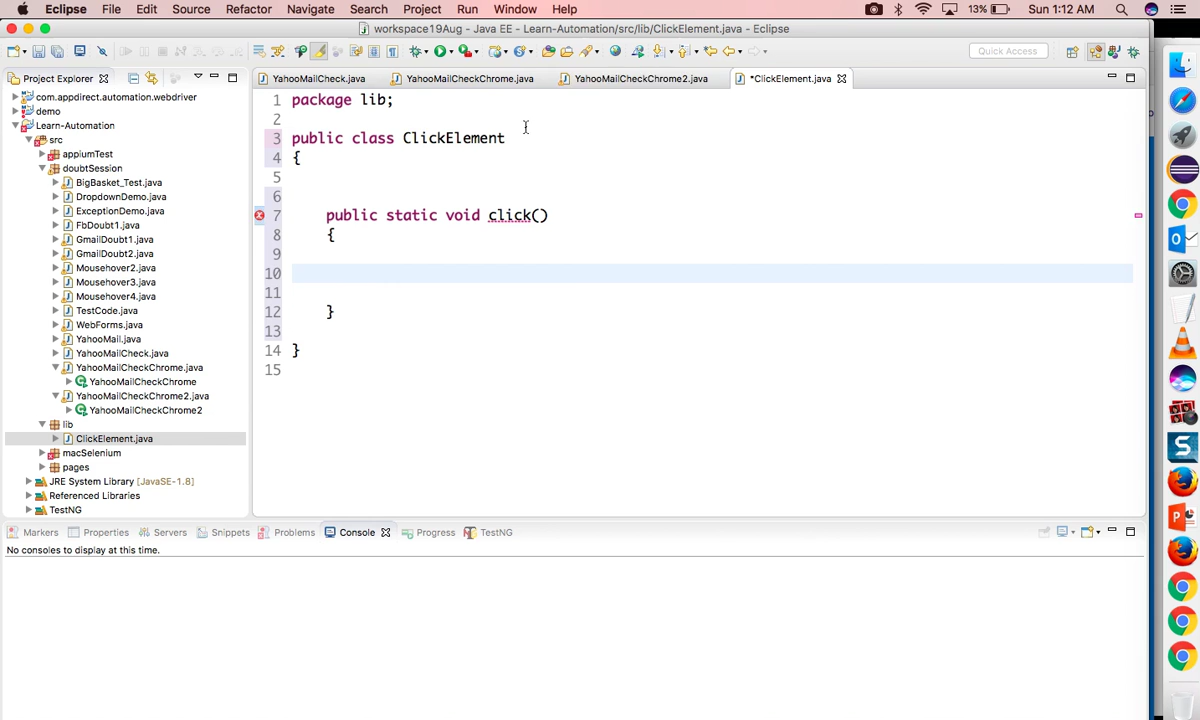 Eclipse File Edit Source Refactor Navigate Search Project Run Window Help 13% Sun 1:12 AM
workspace19Aug - Java EE - Learn-Automation/src/lib/ClickElement.java - Eclipse
Quick Access
Project Explorer
YahooMailCheck.java YahooMailCheckChrome.java YahooMailCheckChrome2.java *ClickElement.java
com.appdirect.automation.webdriver
demo
Learn-Automation
src
appiumTest
doubtSession
BigBasket_Test.java
DropdownDemo.java
ExceptionDemo.java
FbDoubt1.java
GmailDoubt1.java
GmailDoubt2.java
Mousehover2.java
Mousehover3.java
Mousehover4.java
TestCode.java
WebForms.java
YahooMail.java
YahooMailCheck.java
YahooMailCheckChrome.java
YahooMailCheckChrome
YahooMailCheckChrome2.java
YahooMailCheckChrome2
lib
ClickElement.java
macSelenium
pages
JRE System Library [JavaSE-1.8]
Referenced Libraries
TestNG
1 package lib;
2
3 public class ClickElement
4 {
5
6
7 public static void click()
8 {
9
10
11
12 }
13
14 }
15
Markers Properties Servers Snippets Problems Console Progress TestNG
No consoles to display at this time.